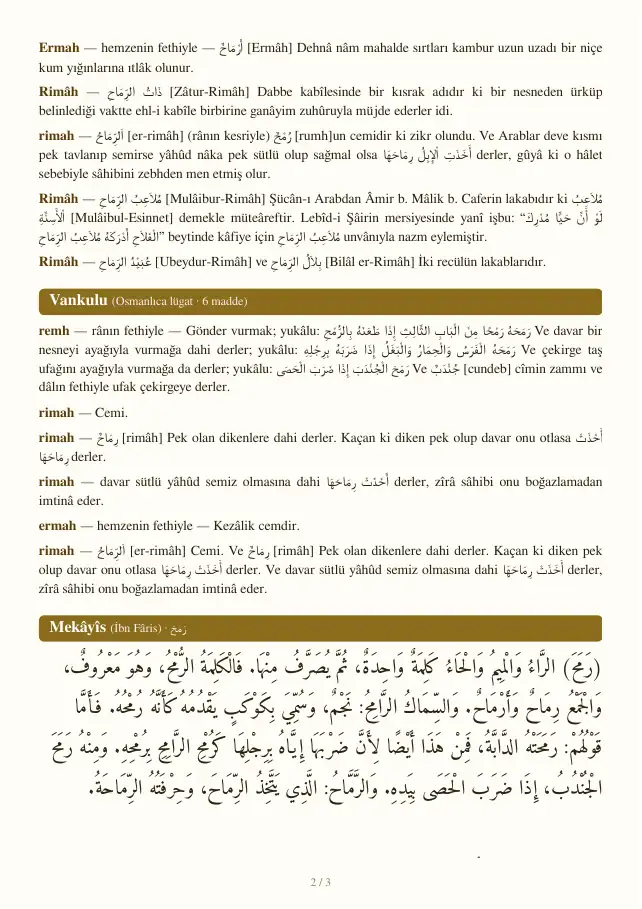 Ermah — hemzenin fethiyle — أَرْمَاحٌ [Ermâh] Dehnâ nâm mahalde sırtları kambur uzun uzadı bir niçe
kum yığınlarına ıtlâk olunur.
Rimâh — ذَاتُ الرِّمَاحِ [Zâtur-Rimâh] Dabbe kabîlesinde bir kısrak adıdır ki bir nesneden ürküp
belinlediği vaktte ehl-i kabîle birbirine ganâyim zuhûruyla müjde ederler idi.
rimah — اَلرِّمَاحُ [er-rimâh] (rânın kesriyle) رُمْحٌ [rumh]un cemidir ki zikr olundu. Ve Arablar deve kısmı
pek tavlanıp semirse yâhûd nâka pek sütlü olup sağmal olsa أَخَذَتِ الْإِبِلُ رِمَاحَهَا derler, gûyâ ki o hâlet
sebebiyle sâhibini zebhden men etmiş olur.
Rimâh — مُلاَعِبُ الرِّمَاحِ [Mulâibur-Rimâh] Şücân-ı Arabdan Âmir b. Mâlik b. Caferin lakabıdır ki مُلاَعِبُ
اْلأَسِنَّةِ [Mulâibul-Esinnet] demekle müteâreftir. Lebîd-i Şâirin mersiyesinde yanî işbu: “لَوْ أَنَّ حَيًّا مُدْرِكَ
الْفَلاَحِ أَدْرَكَهُ مُلاَعِبُ الرِّمَاحِ” beytinde kâfiye için مُلاَعِبُ الرِّمَاحِ unvânıyla nazm eylemiştir.
Rimâh — عُبَيْدُ الرِّمَاحِ [Ubeydur-Rimâh] ve بِلاَلُ الرِّمَاحِ [Bilâl er-Rimâh] İki recülün lakablarıdır.
Vankulu (Osmanlıca lügat · 6 madde)
remh — rânın fethiyle — Gönder vurmak; yukâlu: رَمَحَهُ رَمْحًا مِنَ الْبَابِ الثَّالِثِ إِذَا طَعَنَهُ بِالرُّمْحِ Ve davar bir
nesneyi ayağıyla vurmağa dahi derler; yukâlu: رَمَحَهُ الْفَرَسُ وَالْحِمَارُ وَالْبَغْلُ إِذَا ضَرَبَهُ بِرِجْلِهِ Ve çekirge taş
ufağını ayağıyla vurmağa da derler; yukâlu: رَمَحَ الْجُنْدَبُ إِذَا ضَرَبَ الْحَصَى Ve جُنْدَبٌ [cundeb] cîmin zammı ve
dâlın fethiyle ufak çekirgeye derler.
rimah — Cemi.
rimah — رِمَاحٌ [rimâh] Pek olan dikenlere dahi derler. Kaçan ki diken pek olup davar onu otlasa أَخَذَتْ
رِمَاحَهَا derler.
rimah — davar sütlü yâhûd semiz olmasına dahi أَخَذَتْ رِمَاحَهَا derler, zîrâ sâhibi onu boğazlamadan
imtinâ eder.
ermah — hemzenin fethiyle — Kezâlik cemdir.
rimah — اَلرِّمَاحُ [er-rimâh] Cemi. Ve رِمَاحٌ [rimâh] Pek olan dikenlere dahi derler. Kaçan ki diken pek
olup davar onu otlasa أَخَذَتْ رِمَاحَهَا derler. Ve davar sütlü yâhûd semiz olmasına dahi أَخَذَتْ رِمَاحَهَا derler,
zîrâ sâhibi onu boğazlamadan imtinâ eder.
Mekâyîs (İbn Fâris) · رَمَحَ
(رَمَحَ) الرَّاءُ وَالْمِيمُ وَالْحَاءُ كَلِمَةٌ وَاحِدَةٌ، ثُمَّ يُصَرَّفُ مِنْهَا. فَالْكَلِمَةُ الرُّمْحُ، وَهُوَ مَعْرُوفٌ،
وَالْجَمْعُ رِمَاحٌ وَأَرْمَاحٌ. وَالسِّمَاكُ الرَّامِحُ: نَجْمٌ، وَسُمِّيَ بِكَوْكَبٍ يَقْدُمُهُ كَأَنَّهُ رُمْحُهُ. فَأَمَّا
قَوْلُهُمْ: رَمَحَتْهُ الدَّابَّةُ، فَمِنْ هَذَا أَيْضًا لِأَنَّ ضَرْبَهَا إِيَّاهُ بِرِجْلِهَا كَرُمْحِ الرَّامِحِ بِرُمْحِهِ. وَمِنْهُ رَمَحَ
الْجُنْدُبُ، إِذَا ضَرَبَ الْحَصَى بِيَدِهِ. وَالرَّمَّاحُ: الَّذِي يَتَّخِذُ الرِّمَاحَ، وَحِرْفَتُهُ الرِّمَاحَةُ.
2 / 3